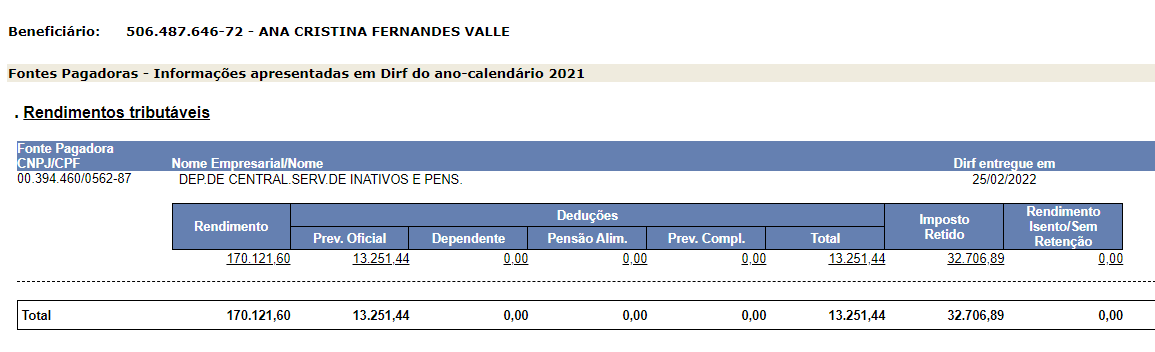 Beneficiário: 506.487.646-72 - ANA CRISTINA FERNANDES VALLE
Fontes Pagadoras - Informações apresentadas em Dirf do ano-calendário 2021
. Rendimentos tributáveis
Fonte Pagadora
CNPJ/CPF Nome Empresarial/Nome Dirf entregue em
00.394.460/0562-87 DEP.DE CENTRAL.SERV.DE INATIVOS E PENS. 25/02/2022
Rendimento Deduções Imposto Retido Rendimento Isento/Sem Retenção
Prev. Oficial Dependente Pensão Alim. Prev. Compl. Total
170.121,60 13.251,44 0,00 0,00 0,00 13.251,44 32.706,89 0,00
Total 170.121,60 13.251,44 0,00 0,00 0,00 13.251,44 32.706,89 0,00